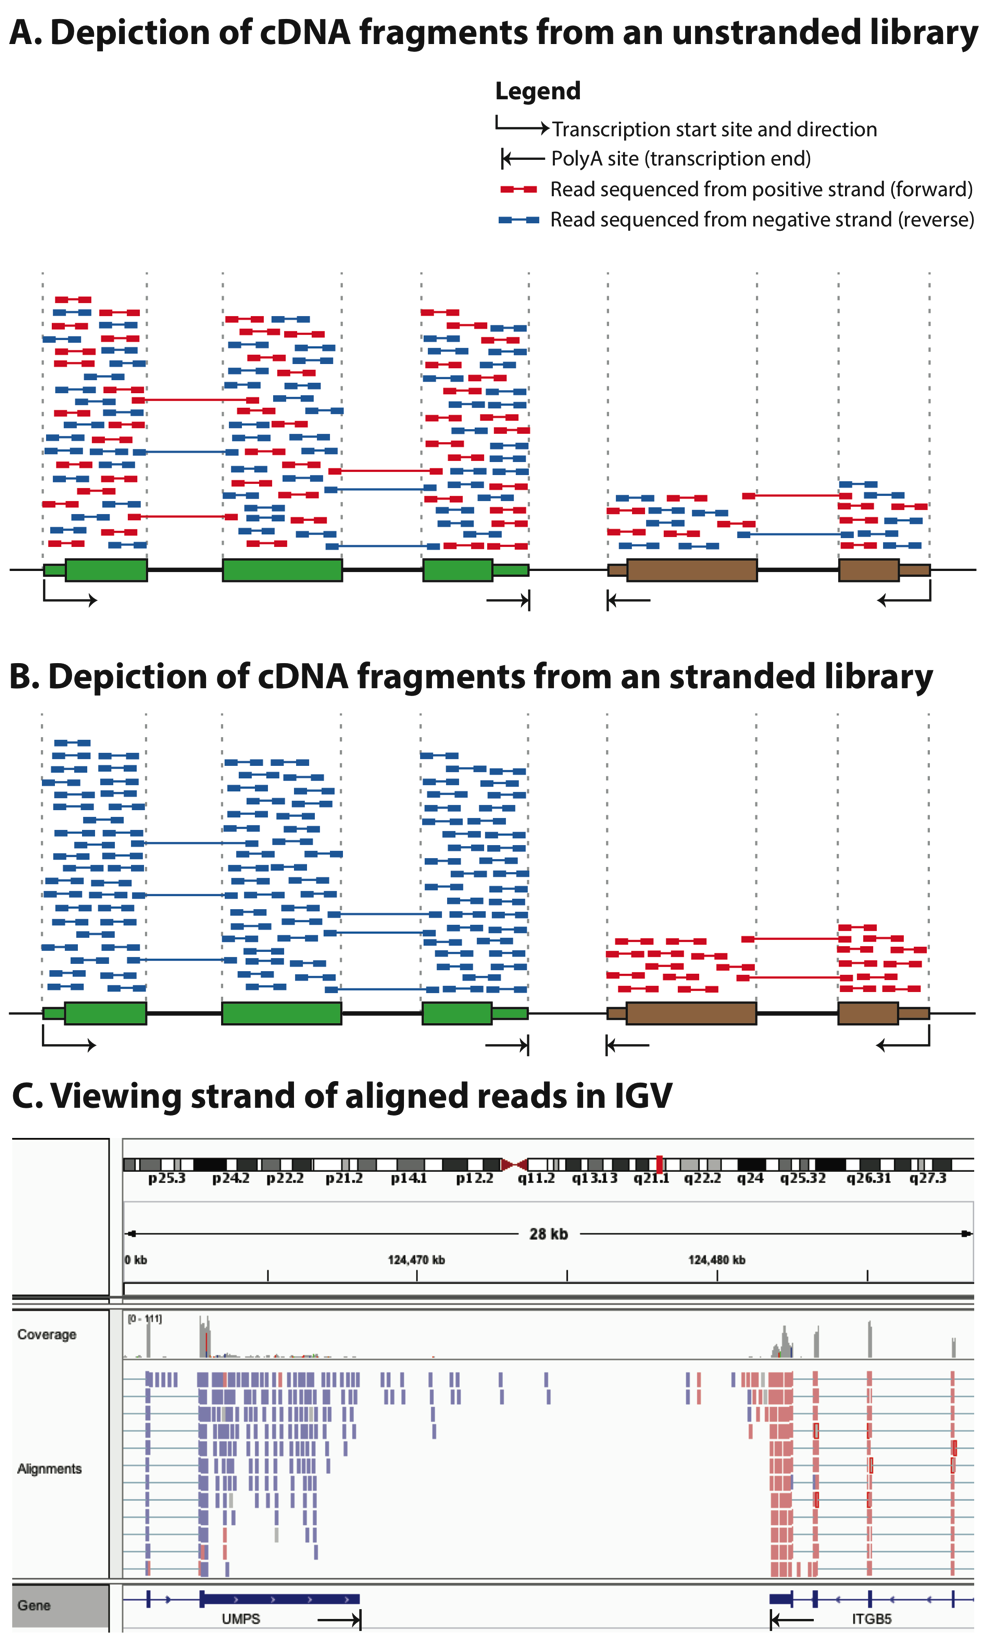 A. Depiction of cDNA fragments from an unstranded library
Legend
Transcription start site and direction
PolyA site (transcription end)
Read sequenced from positive strand (forward)
Read sequenced from negative strand (reverse)
B. Depiction of cDNA fragments from an stranded library
C. Viewing strand of aligned reads in IGV
p25.3 p24.2 p22.2 p21.2 p14.1 p12.2 q11.2 q13.13 q21.1 q22.2 q24 q25.32 q26.31 q27.3
28 kb
0 kb 124,470 kb 124,480 kb
[0 - 111]
Coverage
Alignments
Gene
UMPS ITGB5